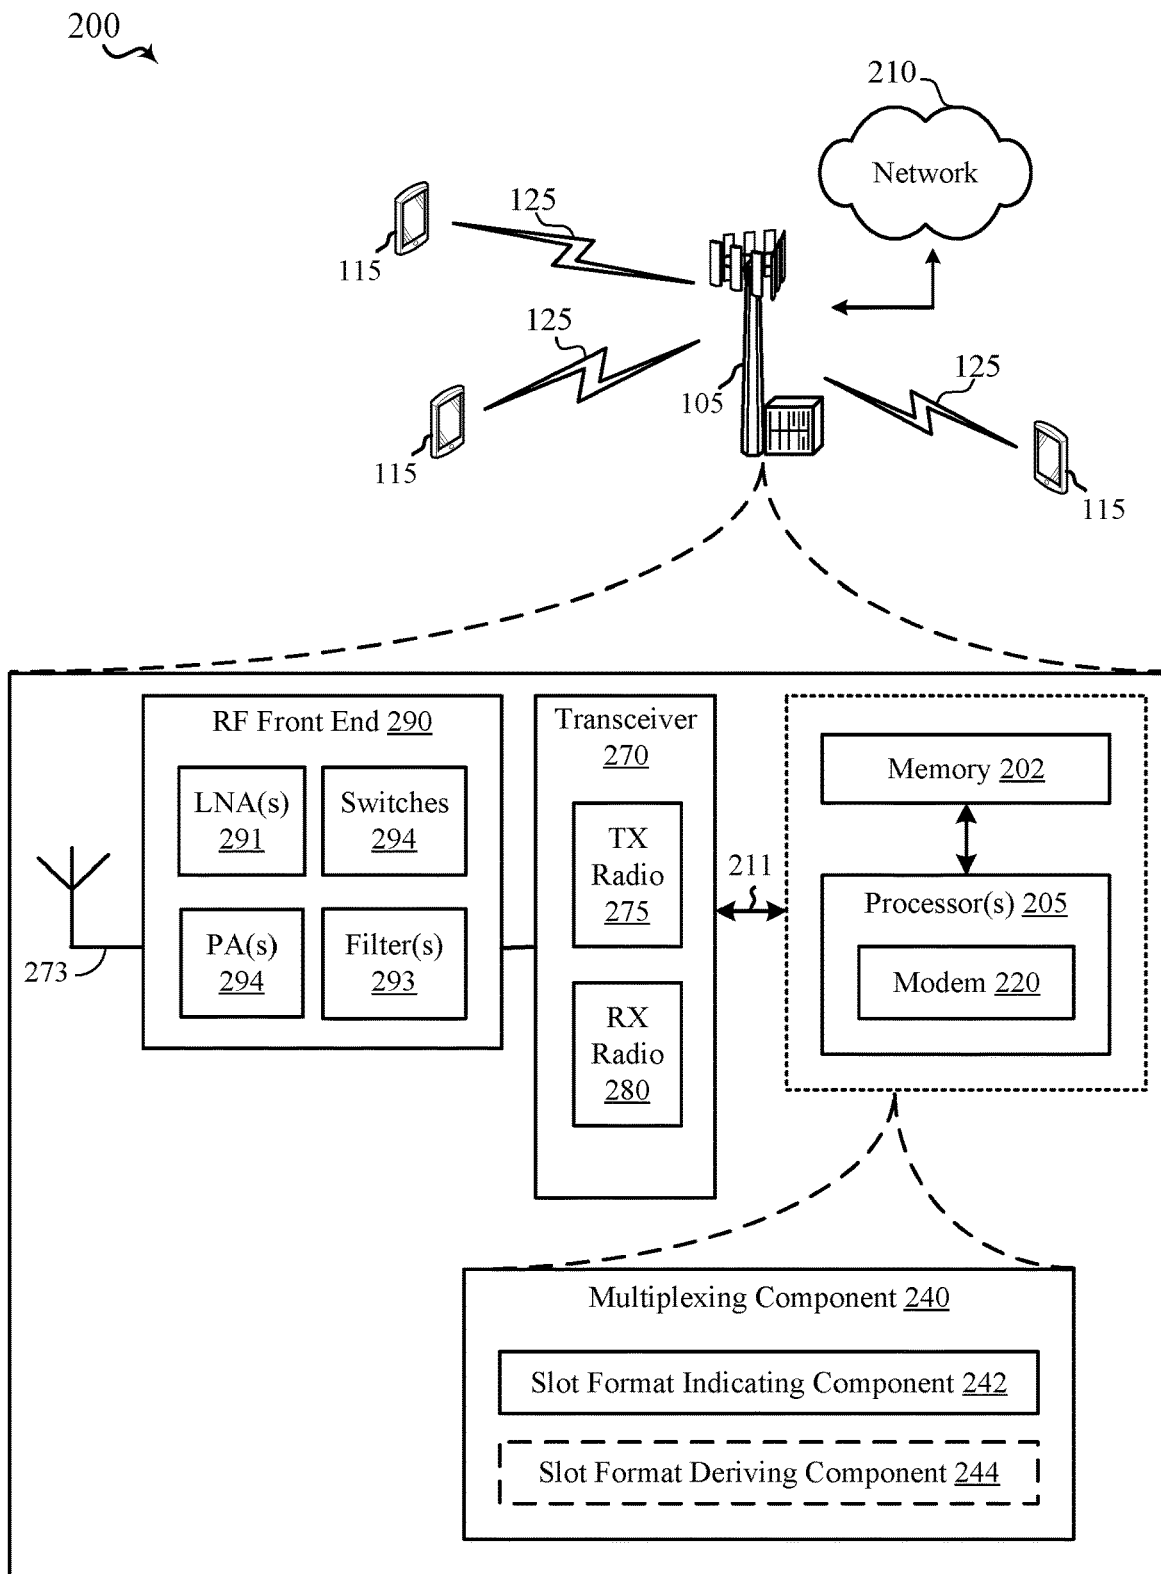 200
210
Network
125
115
125
105
125
115
115
RF Front End 290
LNA(s)
291
Switches
294
PA(s)
294
Filter(s)
293
273
Transceiver
270
TX
Radio
275
RX
Radio
280
211
Memory 202
Processor(s) 205
Modem 220
Multiplexing Component 240
Slot Format Indicating Component 242
Slot Format Deriving Component 244